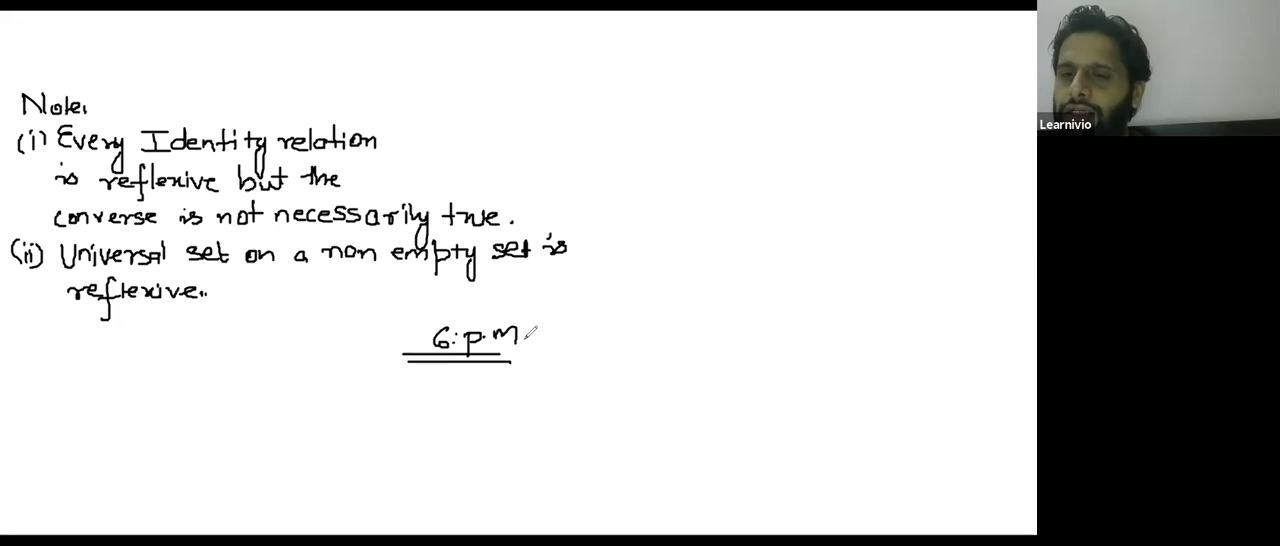 Note.
(i) Every Identity relation
is reflexive but the
converse is not necessarily true.
(ii) Universal set on a non empty set is
reflexive..
6: p.m
Learnivio